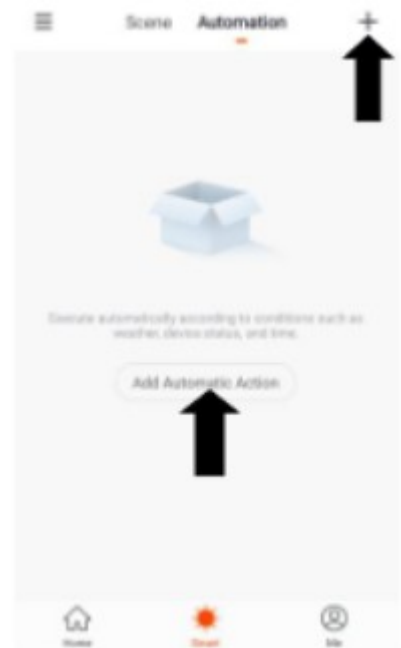 Scene Automation
Execute automatically according to conditions such as
weather, device status, and time.
Add Automatic Action
Home Smart Me